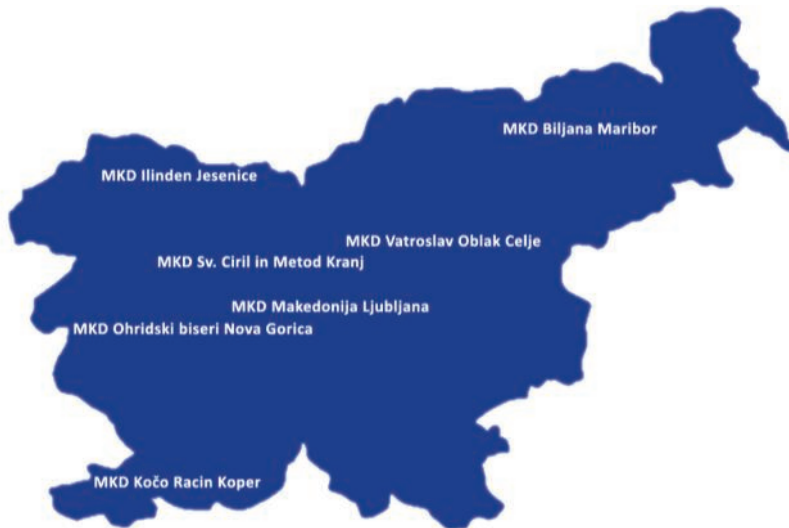 MKD Biljana Maribor
MKD Ilinden Jesenice
MKD Vatroslav Oblak Celje
MKD Sv. Ciril in Metod Kranj
MKD Makedonija Ljubljana
MKD Ohridski biseri Nova Gorica
MKD Kočo Racin Koper